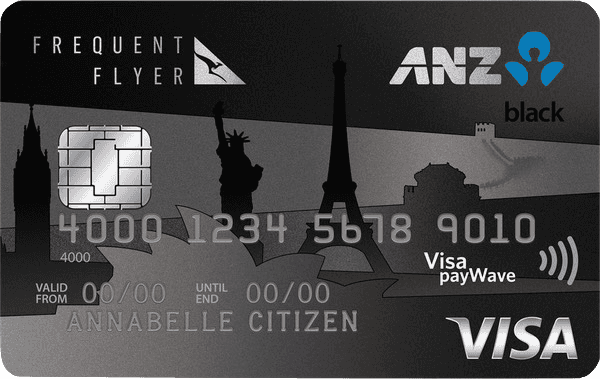 FREQUENT
FLYER
ANZ
black
4000 1234 5678 9010
4000
Visa
payWave
VALID
FROM
00/00
UNTIL
END
00/00
ANNABELLE CITIZEN
VISA